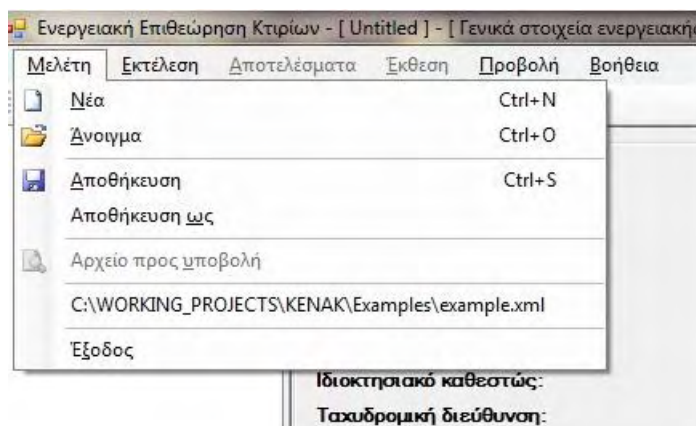 Ενεργειακή Επιθεώρηση Κτιρίων - [ Untitled ] - [ Γενικά στοιχεία ενεργειακής
Μελέτη Εκτέλεση Αποτελέσματα Έκθεση Προβολή Βοήθεια
Νέα Ctrl+N
Άνοιγμα Ctrl+O
Αποθήκευση Ctrl+S
Αποθήκευση ως
Αρχείο προς υποβολή
C:\WORKING_PROJECTS\KENAK\Examples\example.xml
Έξοδος
Ιδιοκτησιακό καθεστώς:
Ταχυδρομική διεύθυνση: